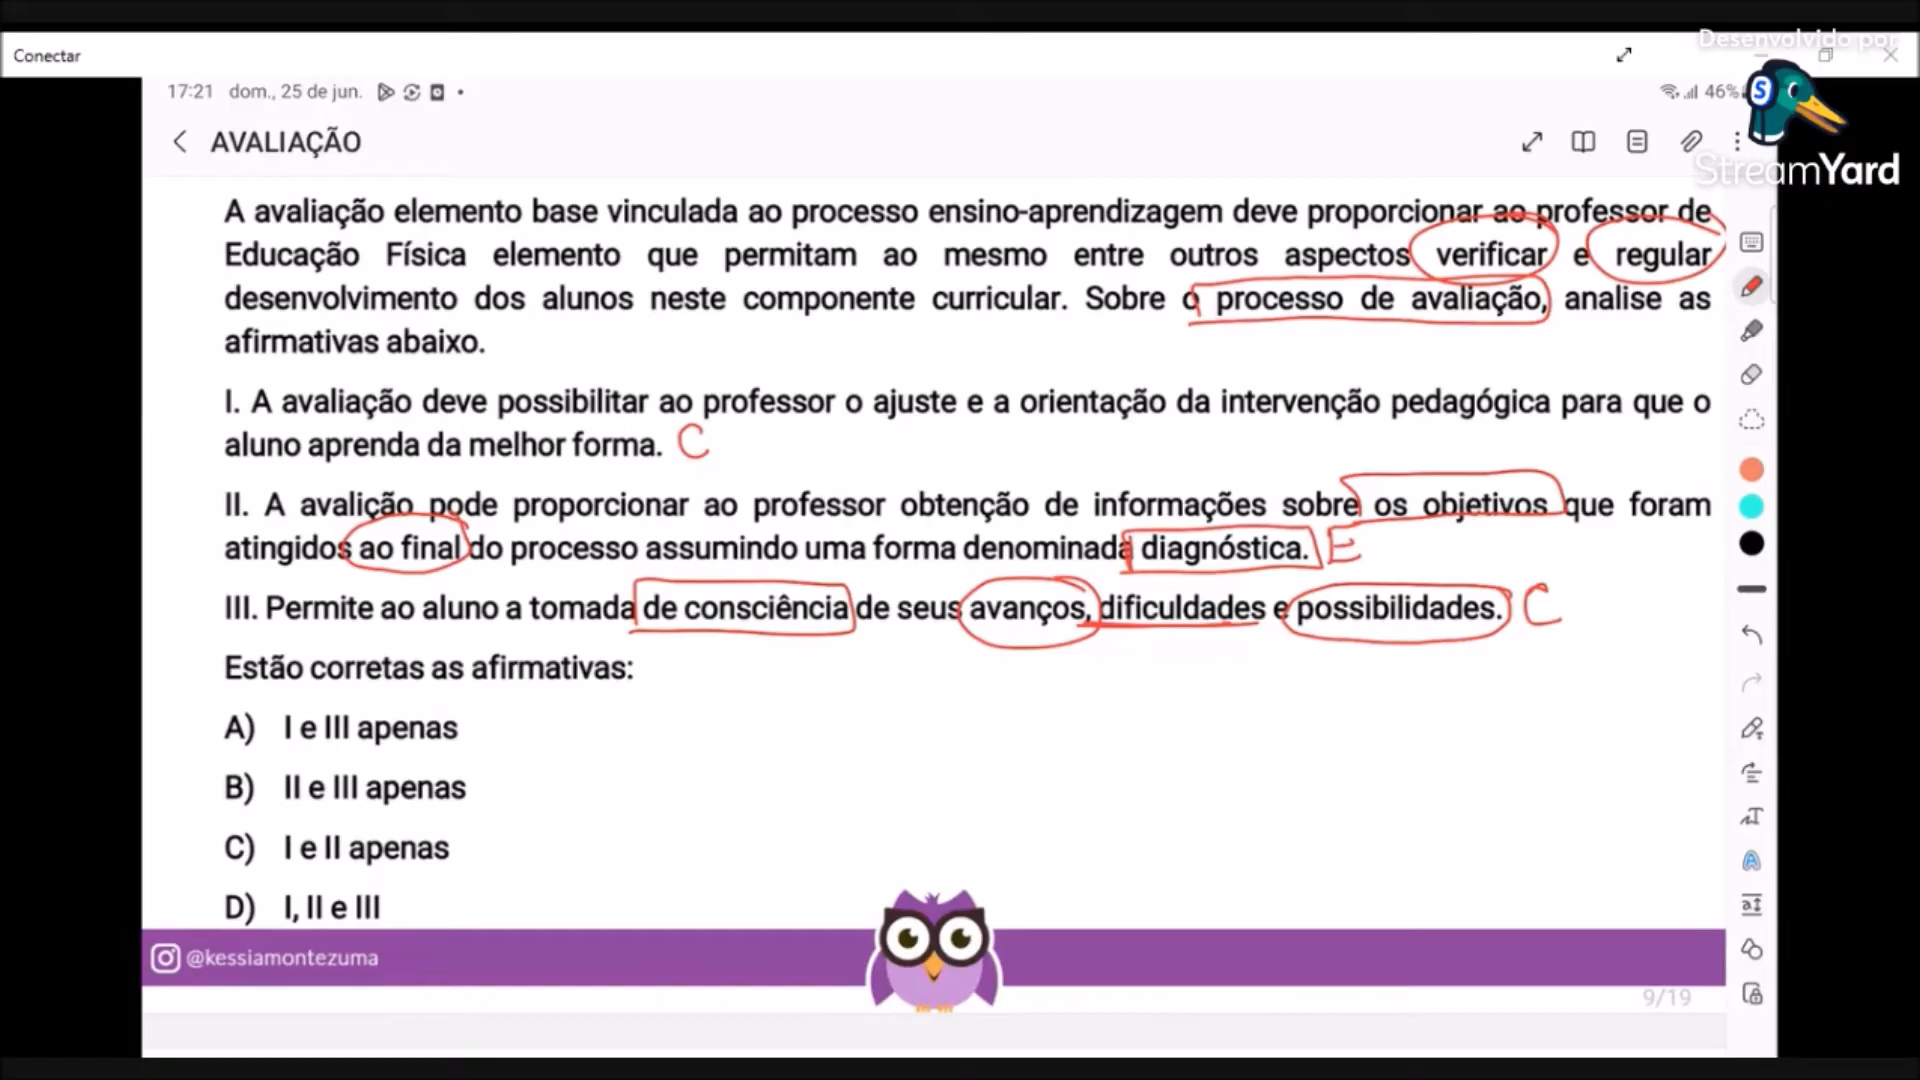 Desenvolvido por
Conectar
17:21 dom., 25 de jun.
46%
AVALIAÇÃO
StreamYard
A avaliação elemento base vinculada ao processo ensino-aprendizagem deve proporcionar ao professor de
Educação Física elemento que permitam ao mesmo entre outros aspectos verificar e regular
desenvolvimento dos alunos neste componente curricular. Sobre o processo de avaliação, analise as
afirmativas abaixo.
I. A avaliação deve possibilitar ao professor o ajuste e a orientação da intervenção pedagógica para que o
aluno aprenda da melhor forma. C
II. A avalição pode proporcionar ao professor obtenção de informações sobre os objetivos que foram
atingidos ao final do processo assumindo uma forma denominada diagnóstica. E
III. Permite ao aluno a tomada de consciência de seus avanços, dificuldades e possibilidades. C
Estão corretas as afirmativas:
A) I e III apenas
B) II e III apenas
C) I e II apenas
D) I, II e III
@kessiamontezuma
9/19